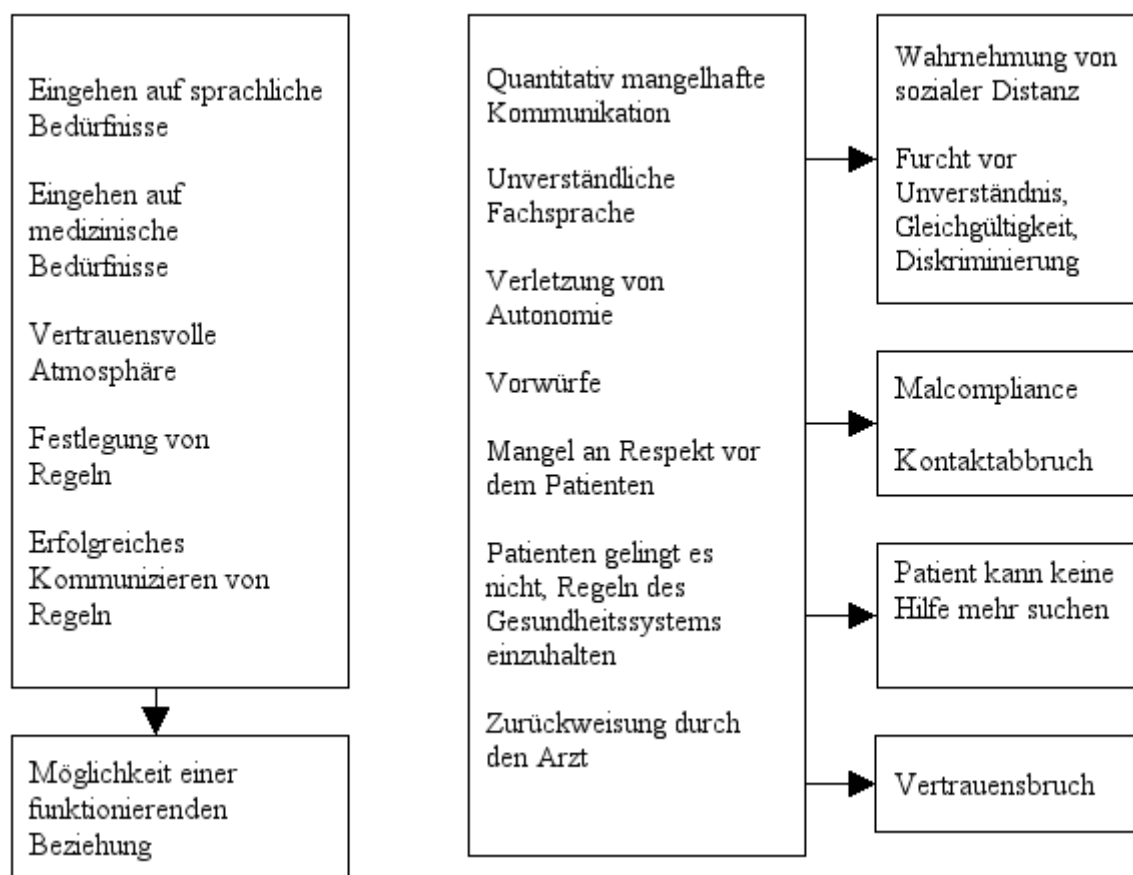 Eingehen auf sprachliche
Bedürfnisse
Eingehen auf
medizinische
Bedürfnisse
Vertrauensvolle
Atmosphäre
Festlegung von
Regeln
Erfolgreiches
Kommunizieren von
Regeln
Möglichkeit einer
funktionierenden
Beziehung
Quantitativ mangelhafte
Kommunikation
Unverständliche
Fachsprache
Verletzung von
Autonomie
Vorwürfe
Mangel an Respekt vor
dem Patienten
Patienten gelingt es
nicht, Regeln des
Gesundheitssystems
einzuhalten
Zurückweisung durch
den Arzt
Wahrnehmung von
sozialer Distanz
Furcht vor
Unverständnis,
Gleichgültigkeit,
Diskriminierung
Malcompliance
Kontaktabbruch
Patient kann keine
Hilfe mehr suchen
Vertrauensbruch